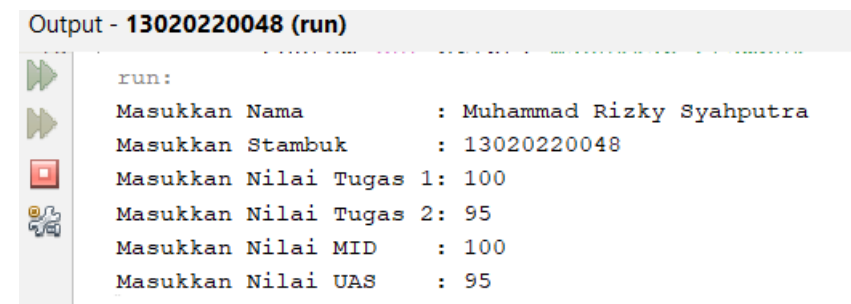 Output - 13020220048 (run)
run:
Masukkan Nama          : Muhammad Rizky Syahputra
Masukkan Stambuk       : 13020220048
Masukkan Nilai Tugas 1: 100
Masukkan Nilai Tugas 2: 95
Masukkan Nilai MID     : 100
Masukkan Nilai UAS     : 95